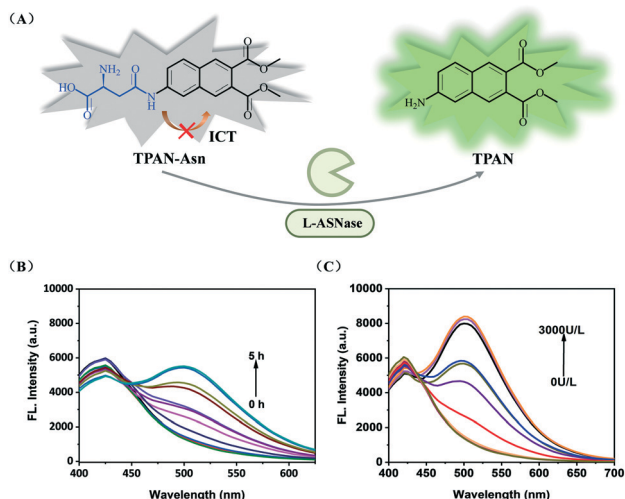 (A)
NH₂
O
HO
O
N
H
O
O
O
O
ICT
TPAN-Asn
L-ASNase
O
O
O
O
H₂N
TPAN
(B)
10000
8000
6000
4000
2000
0
400 450 500 550 600
5 h
0 h
FL. Intensity (a.u.)
Wavelength (nm)
(C)
10000
8000
6000
4000
2000
0
400 450 500 550 600 650 700
3000U/L
0U/L
FL. Intensity (a.u.)
Wavelength (nm)